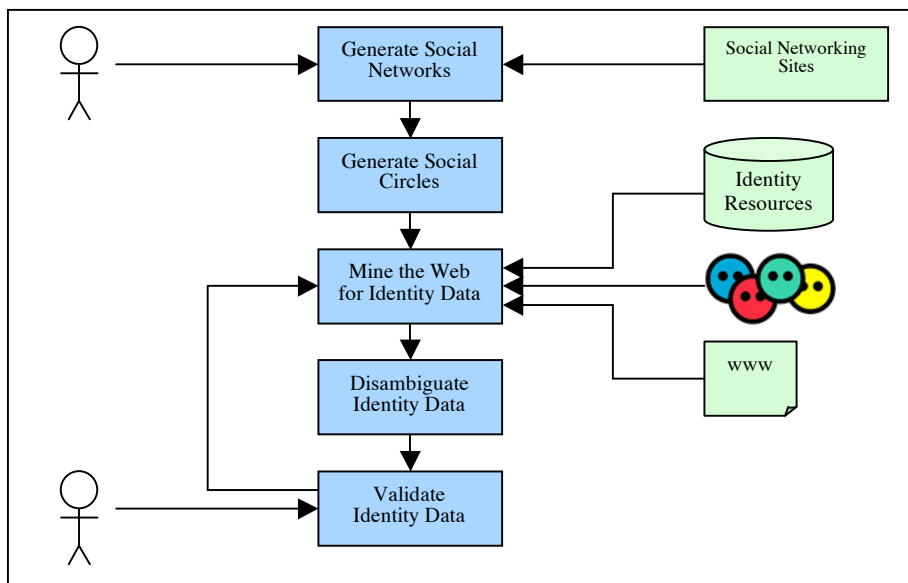 Generate Social
Networks
Social Networking
Sites
Generate Social
Circles
Identity
Resources
Mine the Web
for Identity Data
WWW
Disambiguate
Identity Data
Validate
Identity Data